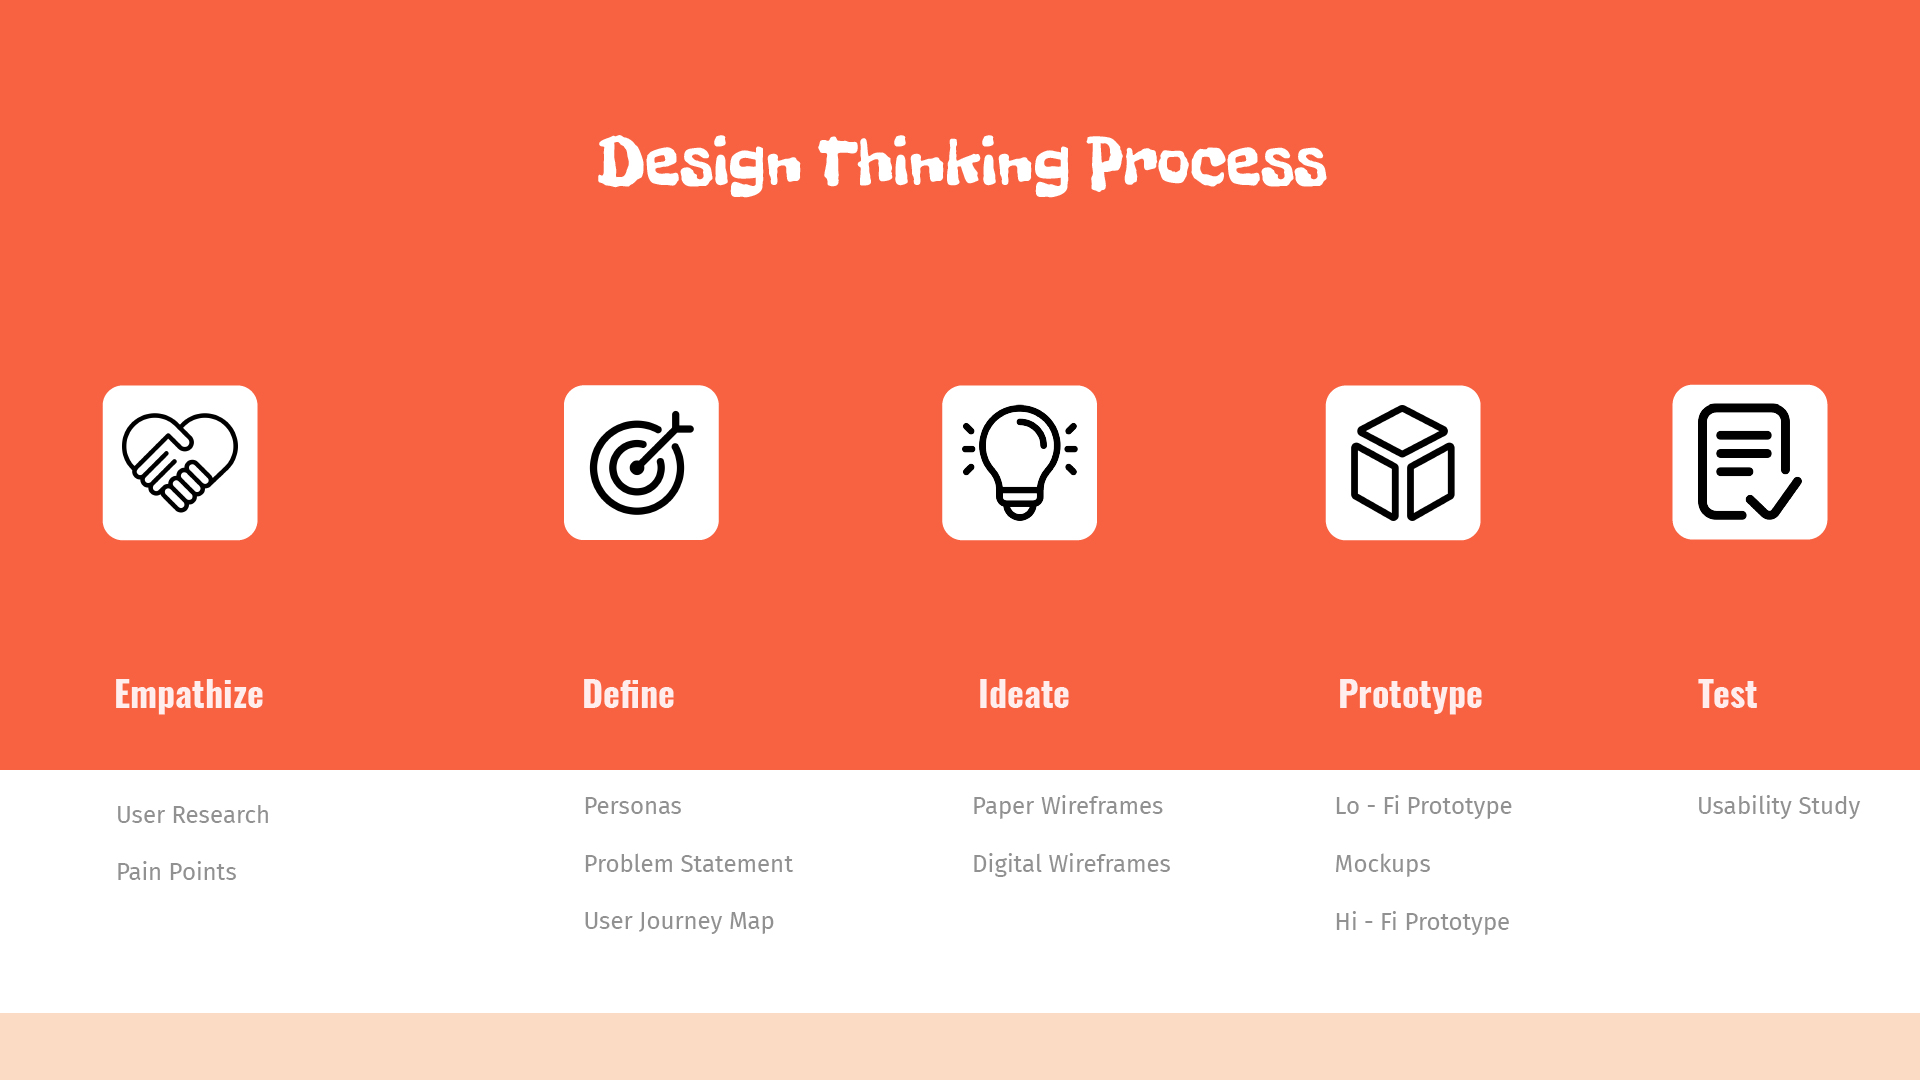 Design Thinking Process
Empathize
User Research
Pain Points
Define
Personas
Problem Statement
User Journey Map
Ideate
Paper Wireframes
Digital Wireframes
Prototype
Lo - Fi Prototype
Mockups
Hi - Fi Prototype
Test
Usability Study